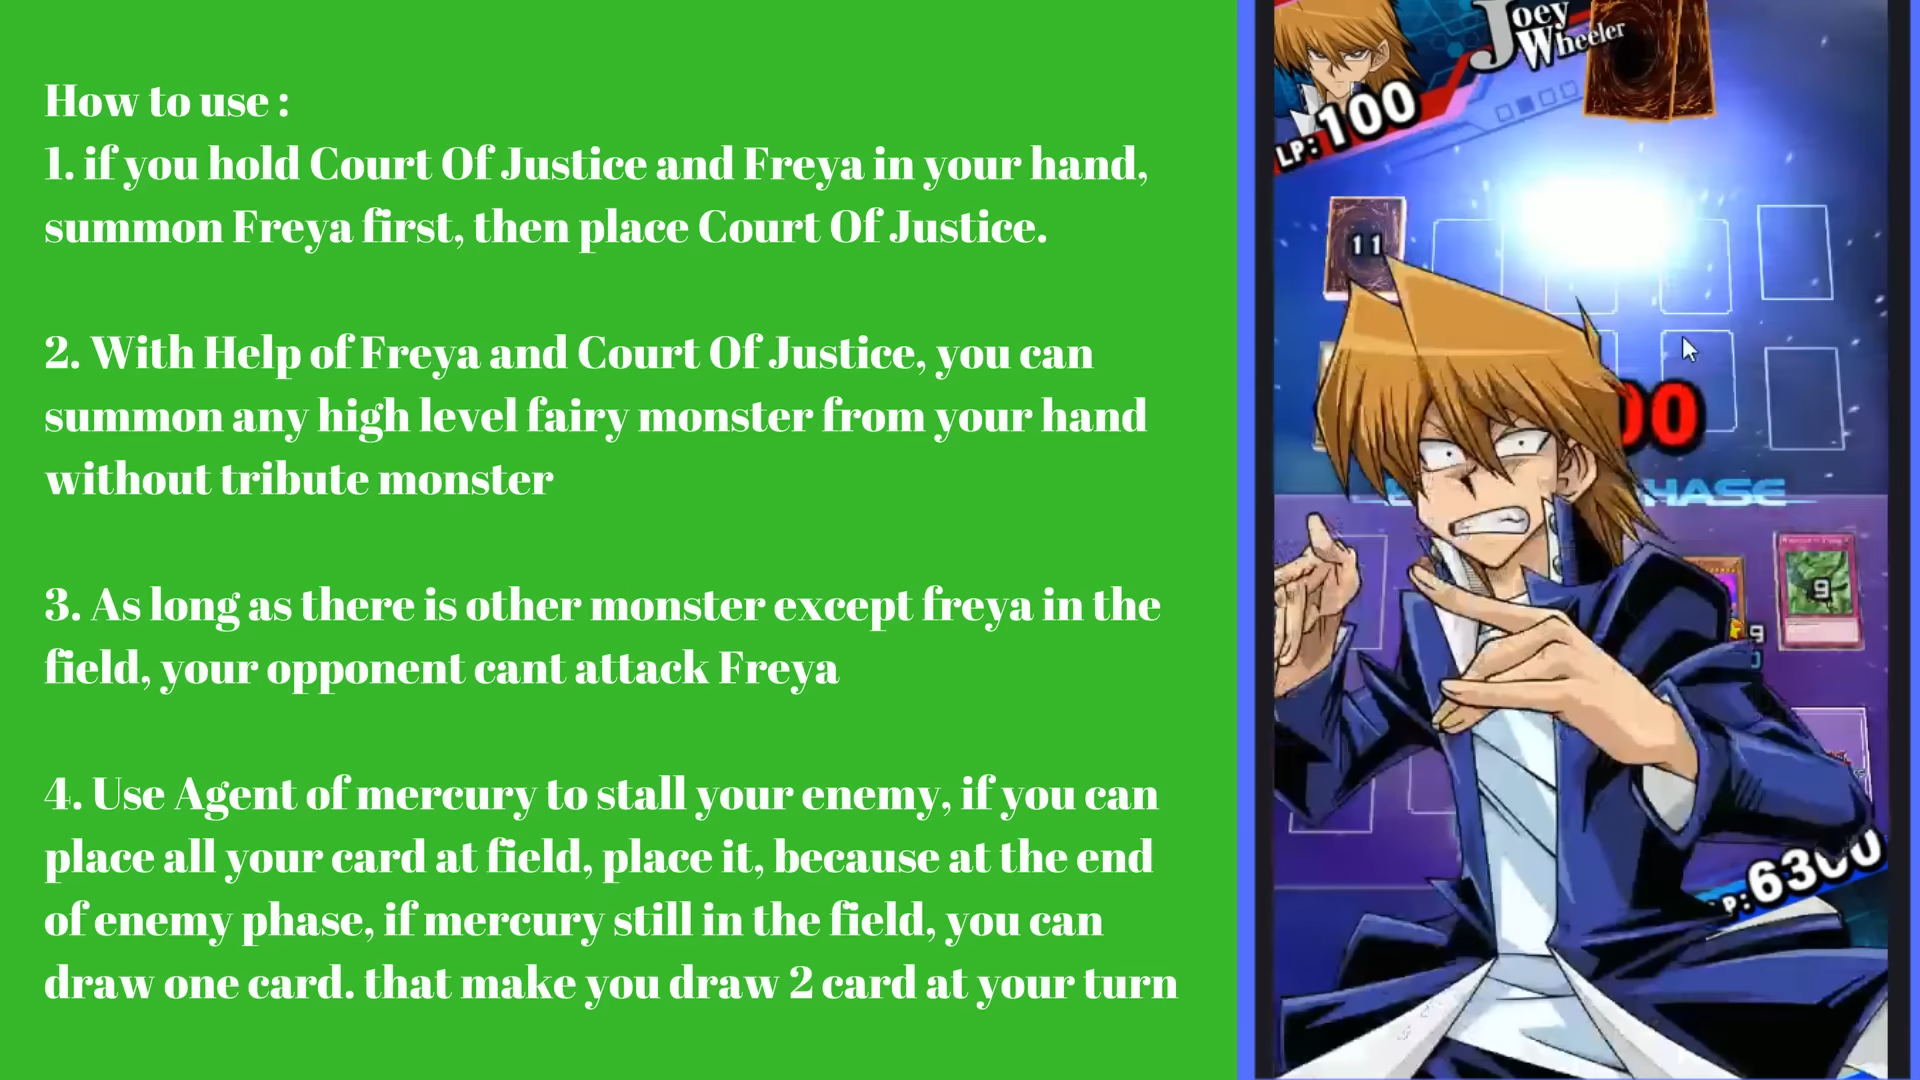 How to use :
1. if you hold Court Of Justice and Freya in your hand,
summon Freya first, then place Court Of Justice.
2. With Help of Freya and Court Of Justice, you can
summon any high level fairy monster from your hand
without tribute monster
3. As long as there is other monster except freya in the
field, your opponent cant attack Freya
4. Use Agent of mercury to stall your enemy, if you can
place all your card at field, place it, because at the end
of enemy phase, if mercury still in the field, you can
draw one card. that make you draw 2 card at your turn
Joey
Wheeler
LP: 100
11
00
HASE
9
9
0
P: 6300